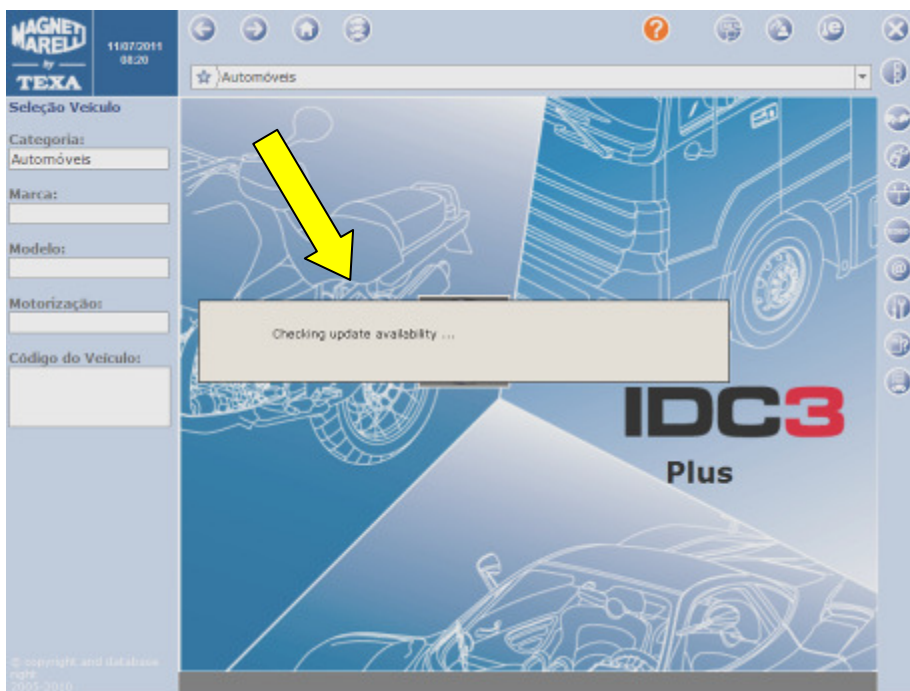 MAGNETI
MARELLI
by
TEXA
11/07/2011
08:20
Automóveis
Seleção Veículo
Categoria:
Automóveis
Marca:
Modelo:
Motorização:
Código do Veículo:
Checking update availability ...
IDC3
Plus
© copyright and database
right
2005-2010